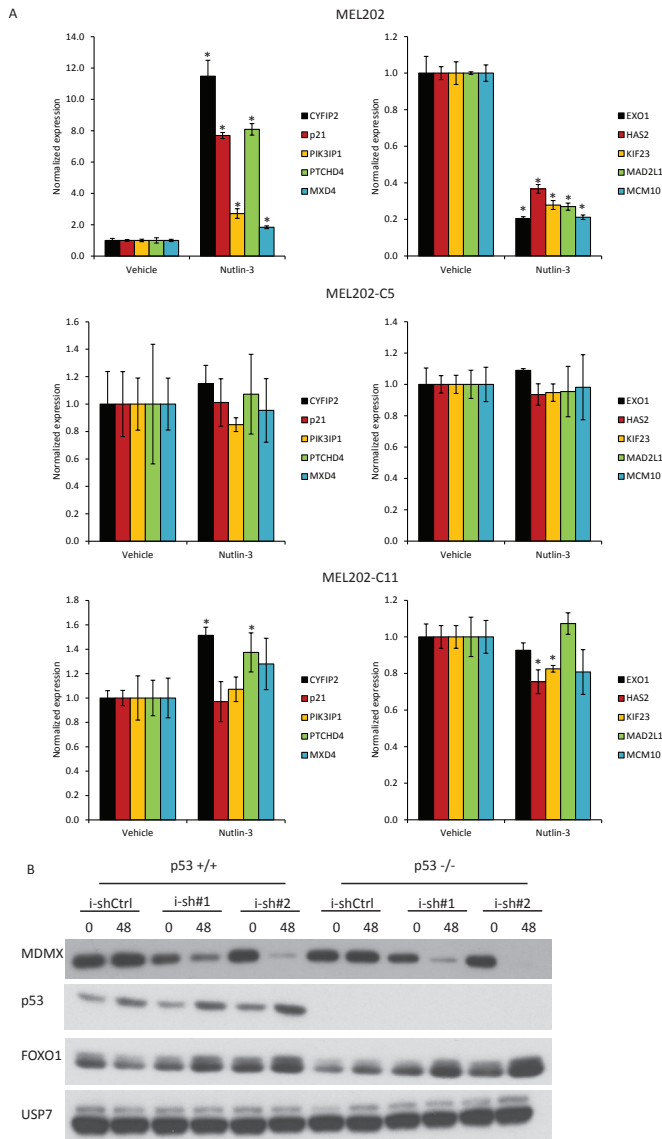 A
MEL202
Normalized expression
14.0
12.0
10.0
8.0
6.0
4.0
2.0
0.0
*
*
*
*
*
Vehicle
Nutlin-3
CYFIP2
p21
PIK3IP1
PTCHD4
MXD4
Normalized expression
1.2
1.0
0.8
0.6
0.4
0.2
0.0
*
*
*
*
*
Vehicle
Nutlin-3
EXO1
HAS2
KIF23
MAD2L1
MCM10
MEL202-C5
Normalized expression
1.6
1.4
1.2
1.0
0.8
0.6
0.4
0.2
0.0
Vehicle
Nutlin-3
CYFIP2
p21
PIK3IP1
PTCHD4
MXD4
Normalized expression
1.4
1.2
1.0
0.8
0.6
0.4
0.2
0.0
Vehicle
Nutlin-3
EXO1
HAS2
KIF23
MAD2L1
MCM10
MEL202-C11
Normalized expression
1.8
1.6
1.4
1.2
1.0
0.8
0.6
0.4
0.2
0.0
*
*
Vehicle
Nutlin-3
CYFIP2
p21
PIK3IP1
PTCHD4
MXD4
Normalized expression
1.4
1.2
1.0
0.8
0.6
0.4
0.2
0.0
*
*
Vehicle
Nutlin-3
EXO1
HAS2
KIF23
MAD2L1
MCM10
B
p53 +/+ p53 -/-
i-shCtrl i-sh#1 i-sh#2 i-shCtrl i-sh#1 i-sh#2
0 48 0 48 0 48 0 48 0 48 0 48
MDMX
p53
FOXO1
USP7